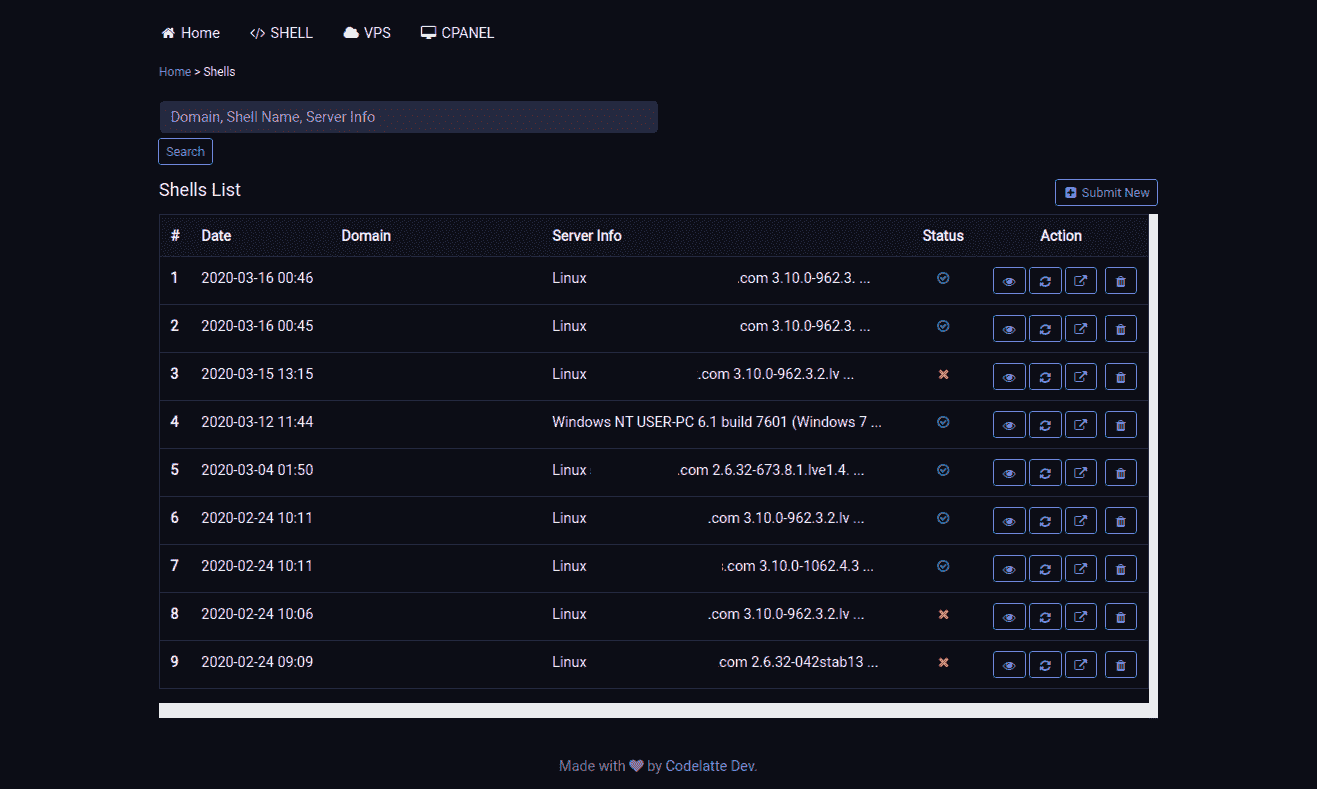 Home SHELL VPS CPANEL
Home > Shells
Domain, Shell Name, Server Info
Search
Shells List
Submit New
# Date Domain Server Info Status Action
1 2020-03-16 00:46 Linux .com 3.10.0-962.3. ...
2 2020-03-16 00:45 Linux com 3.10.0-962.3. ...
3 2020-03-15 13:15 Linux .com 3.10.0-962.3.2.lv ...
4 2020-03-12 11:44 Windows NT USER-PC 6.1 build 7601 (Windows 7 ...
5 2020-03-04 01:50 Linux .com 2.6.32-673.8.1.lve1.4. ...
6 2020-02-24 10:11 Linux .com 3.10.0-962.3.2.lv ...
7 2020-02-24 10:11 Linux .com 3.10.0-1062.4.3 ...
8 2020-02-24 10:06 Linux .com 3.10.0-962.3.2.lv ...
9 2020-02-24 09:09 Linux com 2.6.32-042stab13 ...
Made with by Codelatte Dev.